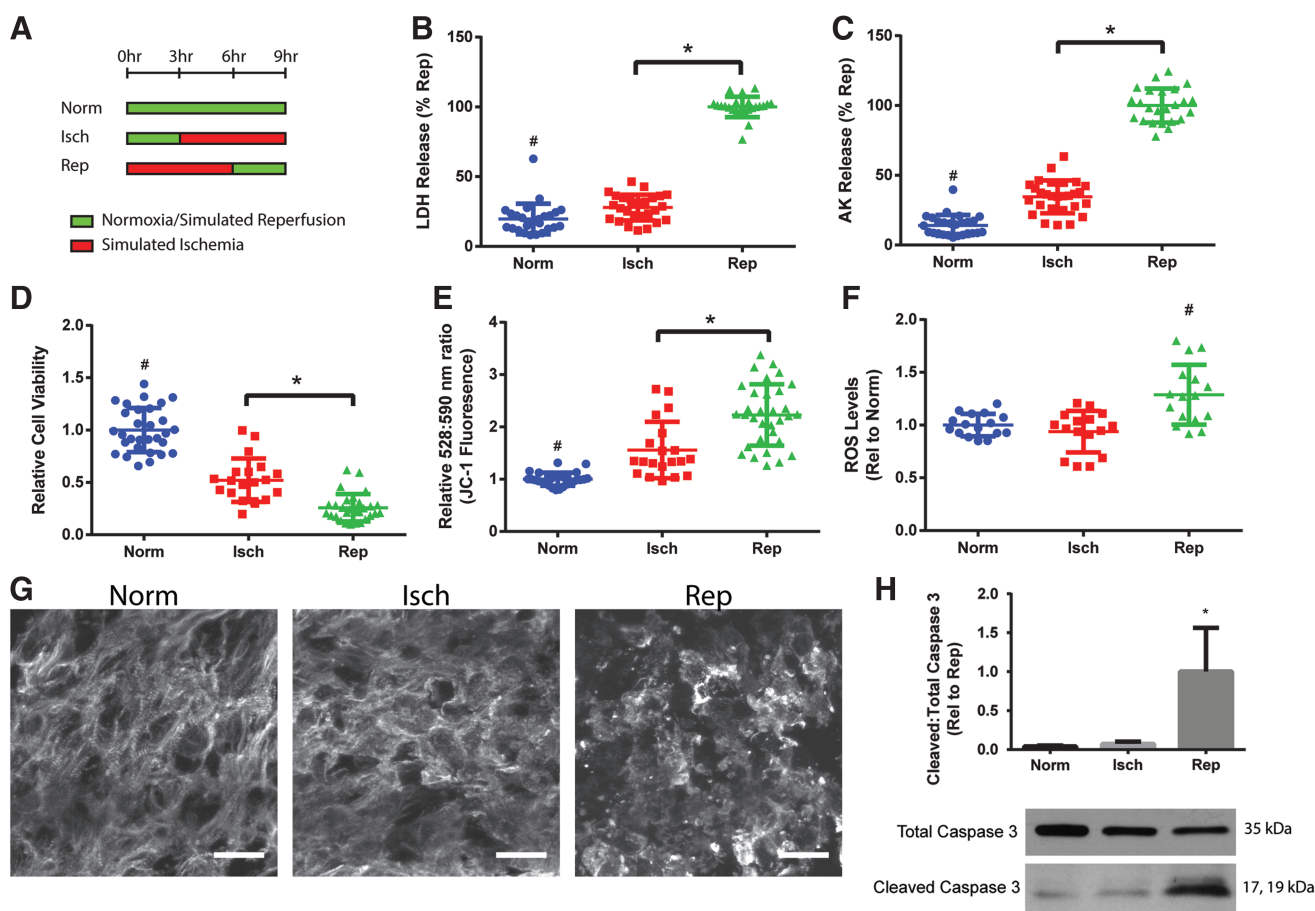 A
0hr 3hr 6hr 9hr
Norm
Isch
Rep
Normoxia/Simulated Reperfusion
Simulated Ischemia
B
LDH Release (% Rep)
150
100
50
0
*
#
Norm Isch Rep
C
AK Release (% Rep)
150
100
50
0
*
#
Norm Isch Rep
D
Relative Cell Viability
2.0
1.5
1.0
0.5
0.0
#
*
Norm Isch Rep
E
Relative 528:590 nm ratio
(JC-1 Fluoresence)
4
3
2
1
0
*
#
Norm Isch Rep
F
ROS Levels
(Rel to Norm)
2.0
1.5
1.0
0.5
0.0
#
Norm Isch Rep
G
Norm Isch Rep
H
Cleaved:Total Caspase 3
(Rel to Rep)
2.0
1.5
1.0
0.5
0.0
*
Norm Isch Rep
Total Caspase 3 35 kDa
Cleaved Caspase 3 17, 19 kDa